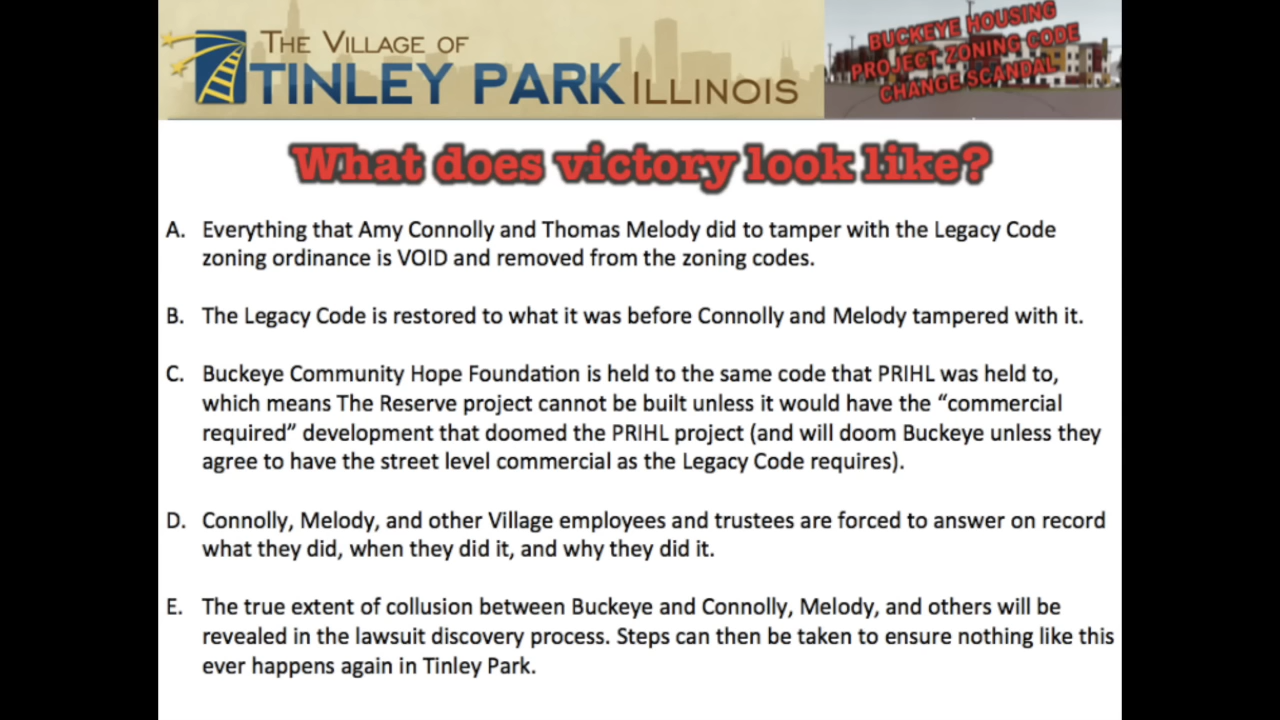 THE VILLAGE OF
TINLEY PARK ILLINOIS
BUCKEYE HOUSING
PROJECT ZONING CODE
CHANGE SCANDAL
What does victory look like?
A. Everything that Amy Connolly and Thomas Melody did to tamper with the Legacy Code
zoning ordinance is VOID and removed from the zoning codes.
B. The Legacy Code is restored to what it was before Connolly and Melody tampered with it.
C. Buckeye Community Hope Foundation is held to the same code that PRIHL was held to,
which means The Reserve project cannot be built unless it would have the “commercial
required” development that doomed the PRIHL project (and will doom Buckeye unless they
agree to have the street level commercial as the Legacy Code requires).
D. Connolly, Melody, and other Village employees and trustees are forced to answer on record
what they did, when they did it, and why they did it.
E. The true extent of collusion between Buckeye and Connolly, Melody, and others will be
revealed in the lawsuit discovery process. Steps can then be taken to ensure nothing like this
ever happens again in Tinley Park.